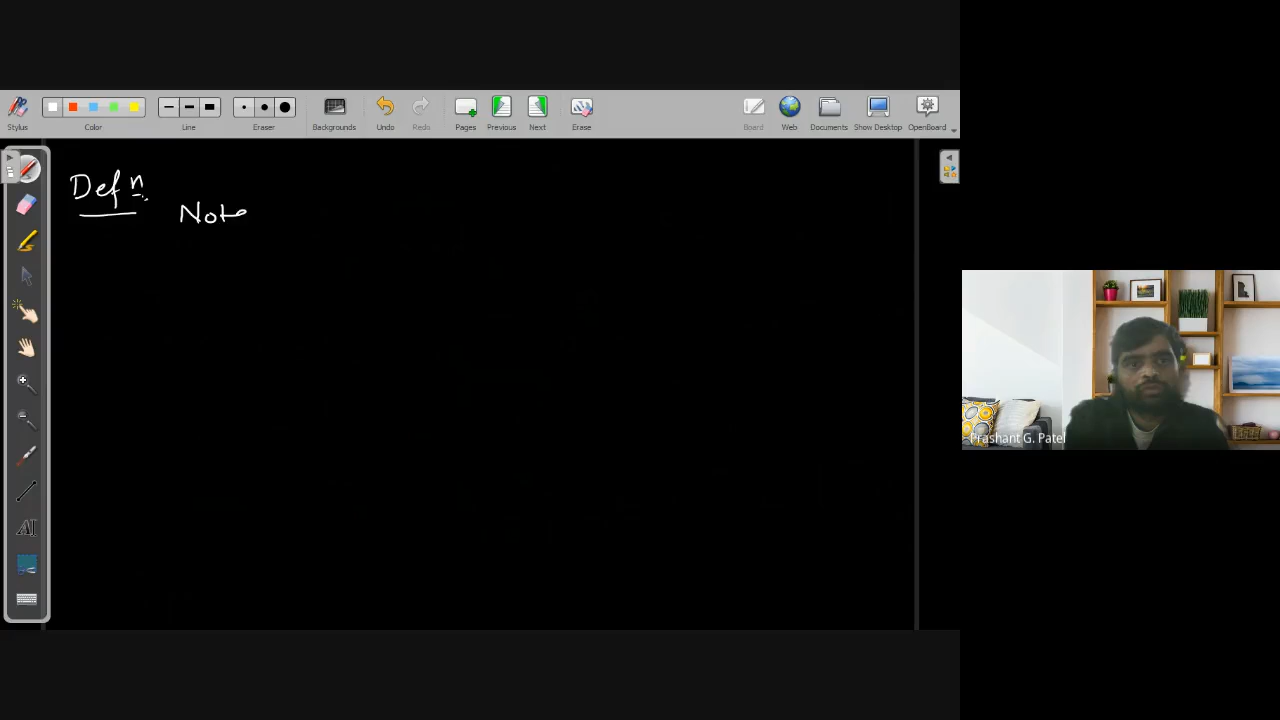 Stylus Color Line Eraser Backgrounds Undo Redo Pages Previous Next Erase Board Web Documents Show Desktop OpenBoard
Defn:
Note
Prashant G. Patel